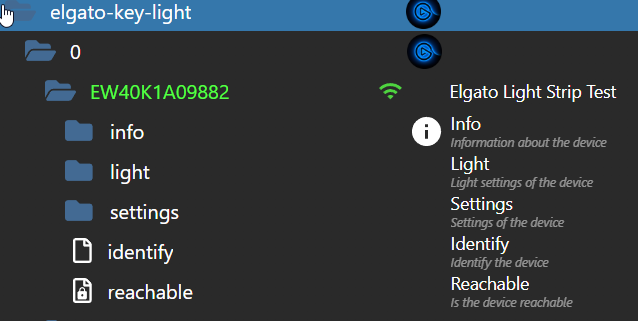 elgato-key-light
0
EW40K1A09882 Elgato Light Strip Test
info Info
Information about the device
light Light
Light settings of the device
settings Settings
Settings of the device
identify Identify
Identify the device
reachable Reachable
Is the device reachable